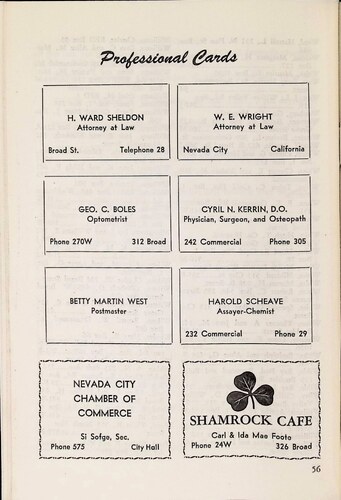 Professional Cards
H. WARD SHELDON
Attorney at Law
Broad St. Telephone 28
W. E. WRIGHT
Attorney at Law
Nevada City California
GEO. C. BOLES
Optometrist
Phone 270W 312 Broad
CYRIL N. KERRIN, D.O.
Physician, Surgeon, and Osteopath
242 Commercial Phone 305
BETTY MARTIN WEST
Postmaster
HAROLD SCHEAVE
Assayer-Chemist
232 Commercial Phone 29
NEVADA CITY
CHAMBER OF
COMMERCE
Si Sofge, Sec.
Phone 575 City Hall
SHAMROCK CAFE
Carl & Ida Mae Foote
Phone 24W 326 Broad
56